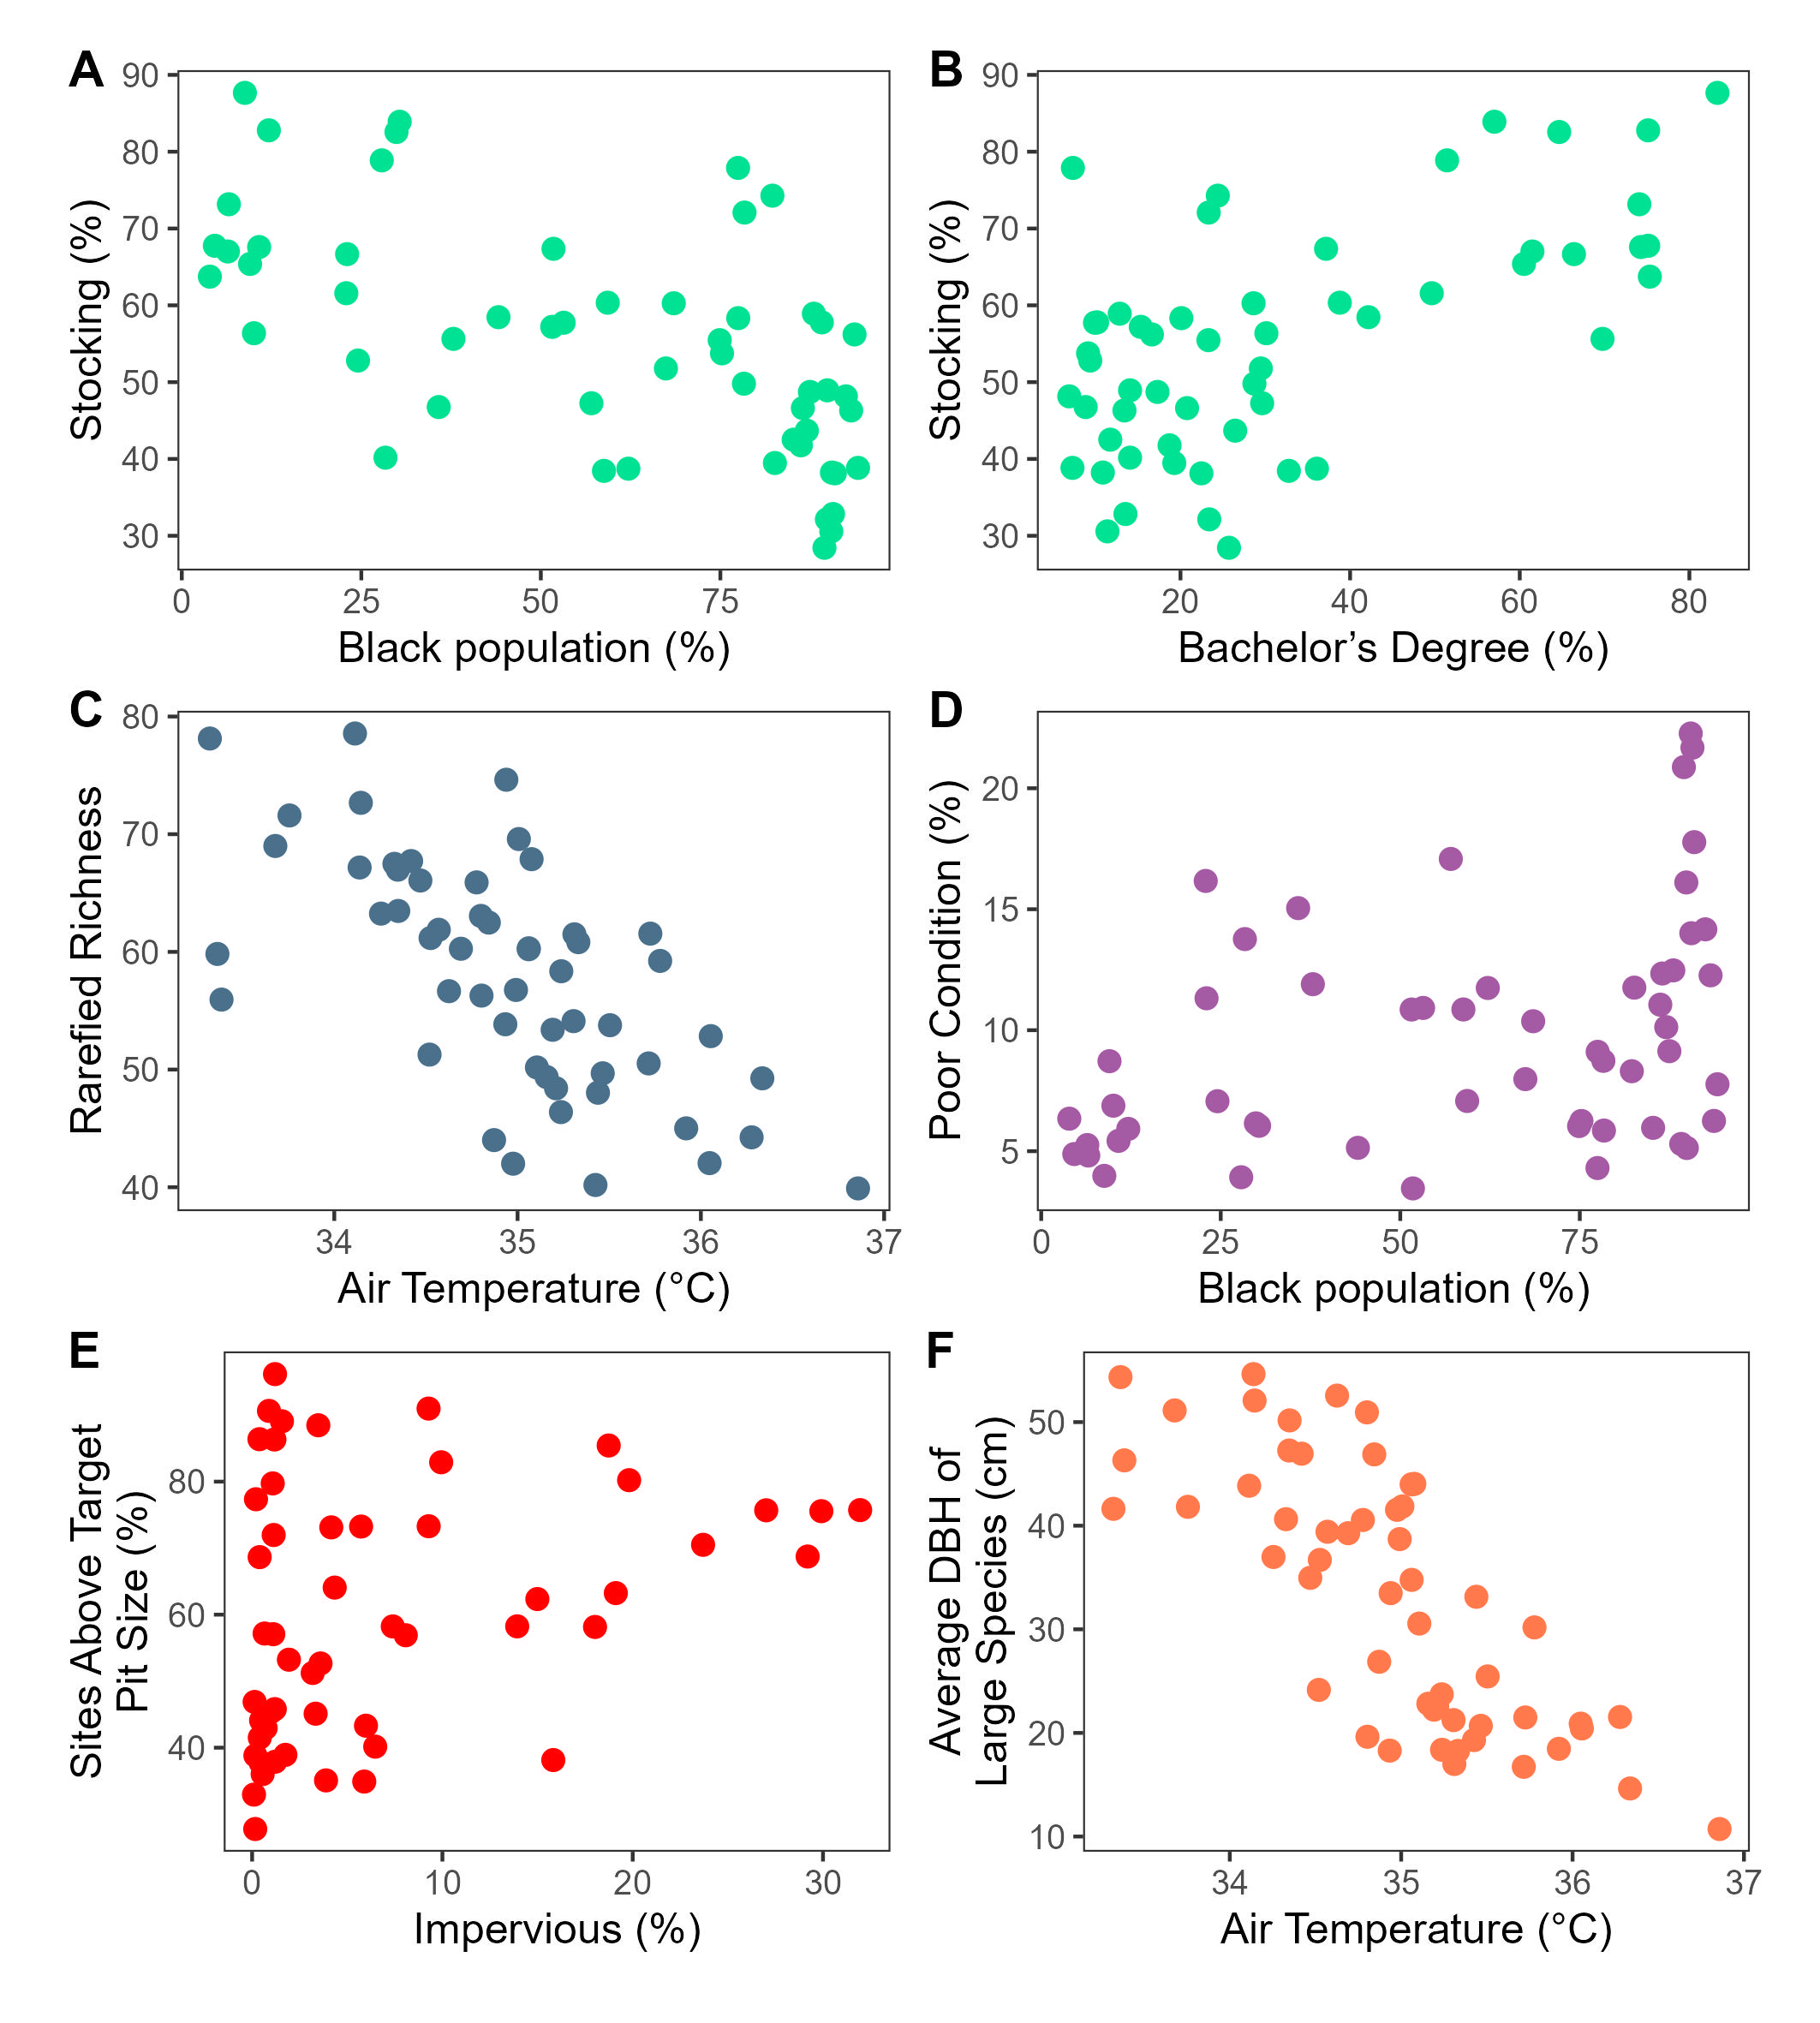 A
90
80
70
60
50
40
30
Stocking (%)
0 25 50 75
Black population (%)
B
90
80
70
60
50
40
30
Stocking (%)
20 40 60 80
Bachelor’s Degree (%)
C
80
70
60
50
40
Rarefied Richness
34 35 36 37
Air Temperature (°C)
D
20
15
10
5
Poor Condition (%)
0 25 50 75
Black population (%)
E
80
60
40
Sites Above Target
Pit Size (%)
0 10 20 30
Impervious (%)
F
50
40
30
20
10
Average DBH of
Large Species (cm)
34 35 36 37
Air Temperature (°C)